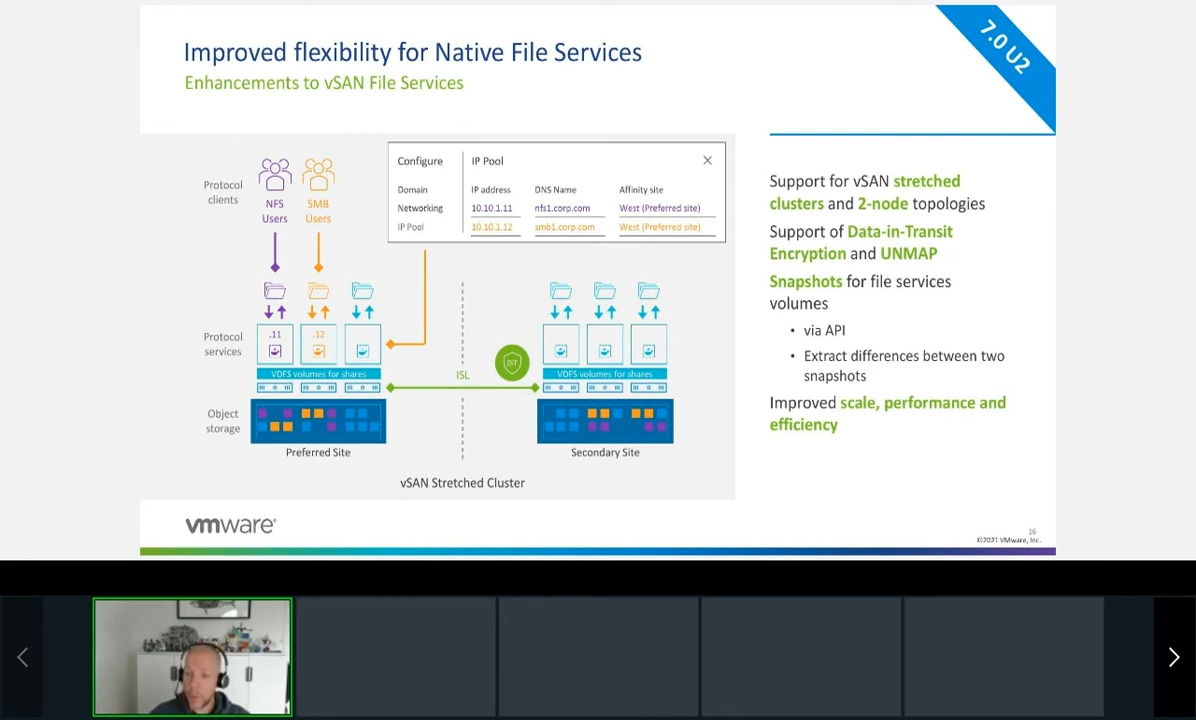 Improved flexibility for Native File Services
Enhancements to vSAN File Services
7.0 U2
Protocol
clients
NFS
Users
SMB
Users
Configure
IP Pool
Domain
IP address
DNS Name
Affinity site
Networking
10.10.1.11
nfs1.corp.com
West (Preferred site)
IP Pool
10.10.1.12
smb1.corp.com
West (Preferred site)
Protocol
services
.11
.12
VDFS volumes for shares
ISL
DIT
VDFS volumes for shares
Object
storage
Preferred Site
Secondary Site
vSAN Stretched Cluster
Support for vSAN stretched
clusters and 2-node topologies
Support of Data-in-Transit
Encryption and UNMAP
Snapshots for file services
volumes
• via API
• Extract differences between two
snapshots
Improved scale, performance and
efficiency
vmware®
16
©2021 VMware, Inc.